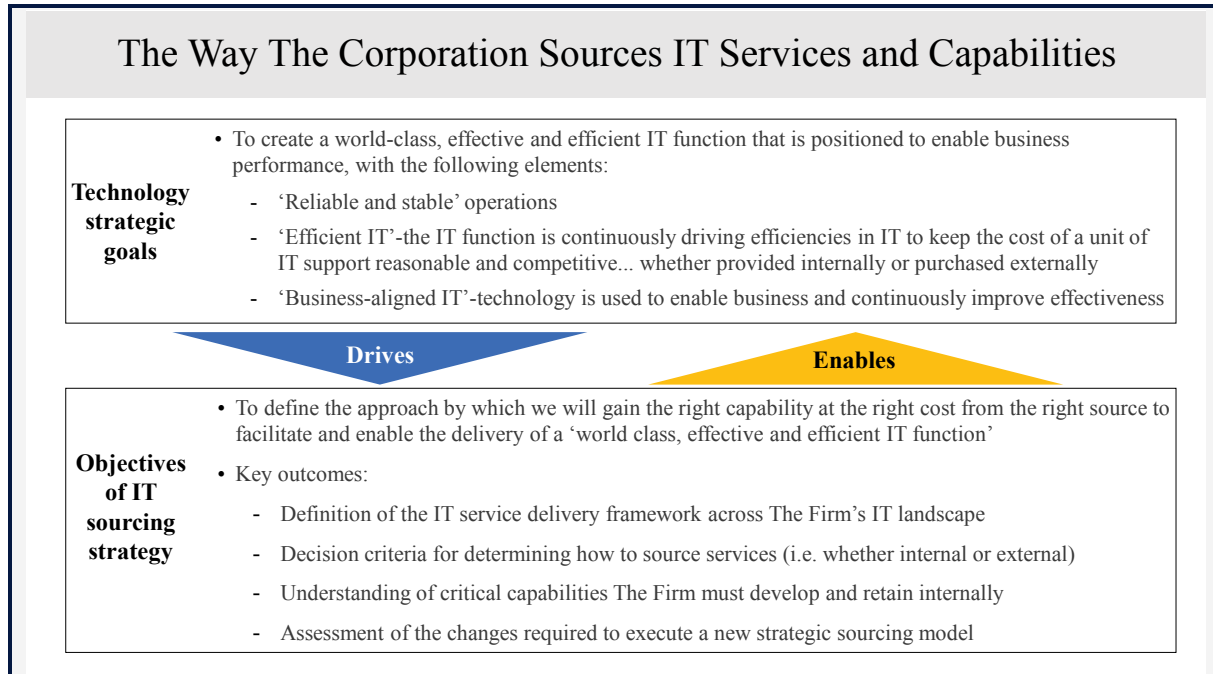 The Way The Corporation Sources IT Services and Capabilities
Technology
strategic
goals
• To create a world-class, effective and efficient IT function that is positioned to enable business
performance, with the following elements:
- ‘Reliable and stable’ operations
- ‘Efficient IT’-the IT function is continuously driving efficiencies in IT to keep the cost of a unit of
IT support reasonable and competitive... whether provided internally or purchased externally
- ‘Business-aligned IT’-technology is used to enable business and continuously improve effectiveness
Drives
Enables
Objectives
of IT
sourcing
strategy
• To define the approach by which we will gain the right capability at the right cost from the right source to
facilitate and enable the delivery of a ‘world class, effective and efficient IT function’
• Key outcomes:
- Definition of the IT service delivery framework across The Firm’s IT landscape
- Decision criteria for determining how to source services (i.e. whether internal or external)
- Understanding of critical capabilities The Firm must develop and retain internally
- Assessment of the changes required to execute a new strategic sourcing model